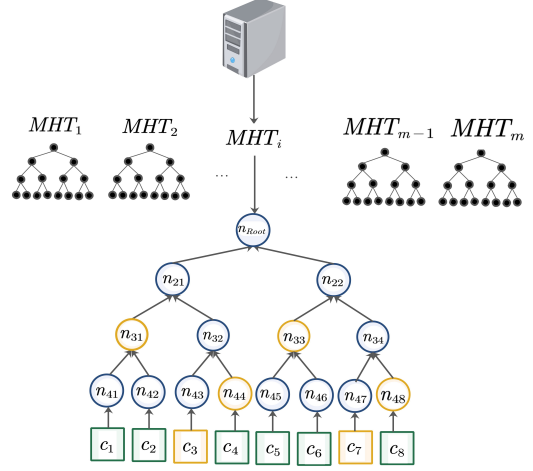 MHT₁ MHT₂ MHTᵢ MHTₘ₋₁ MHTₘ
... ...
n_Root
n₂₁ n₂₂
n₃₁ n₃₂ n₃₃ n₃₄
n₄₁ n₄₂ n₄₃ n₄₄ n₄₅ n₄₆ n₄₇ n₄₈
c₁ c₂ c₃ c₄ c₅ c₆ c₇ c₈